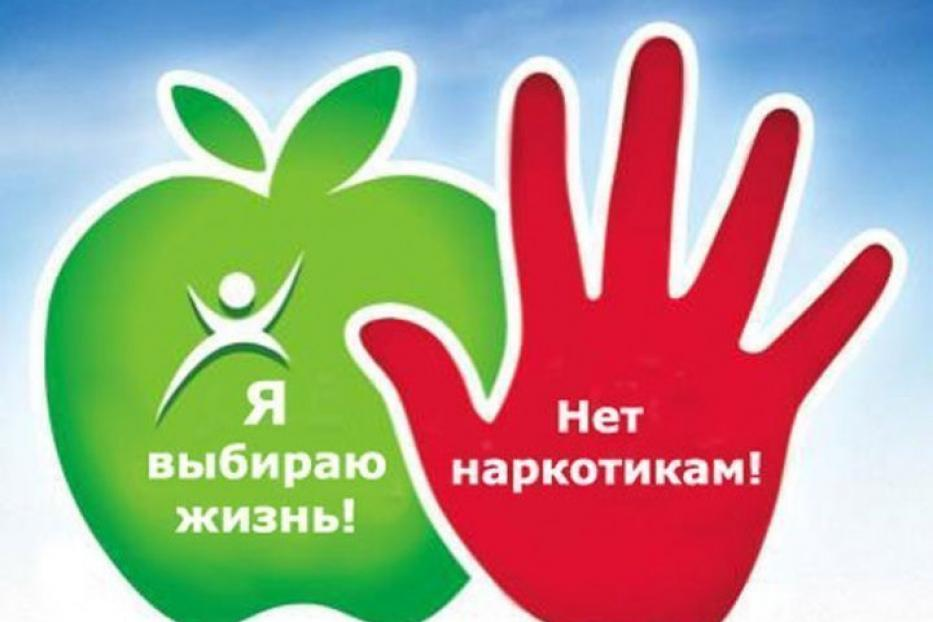 Я
выбираю
жизнь!
Нет
наркотикам!